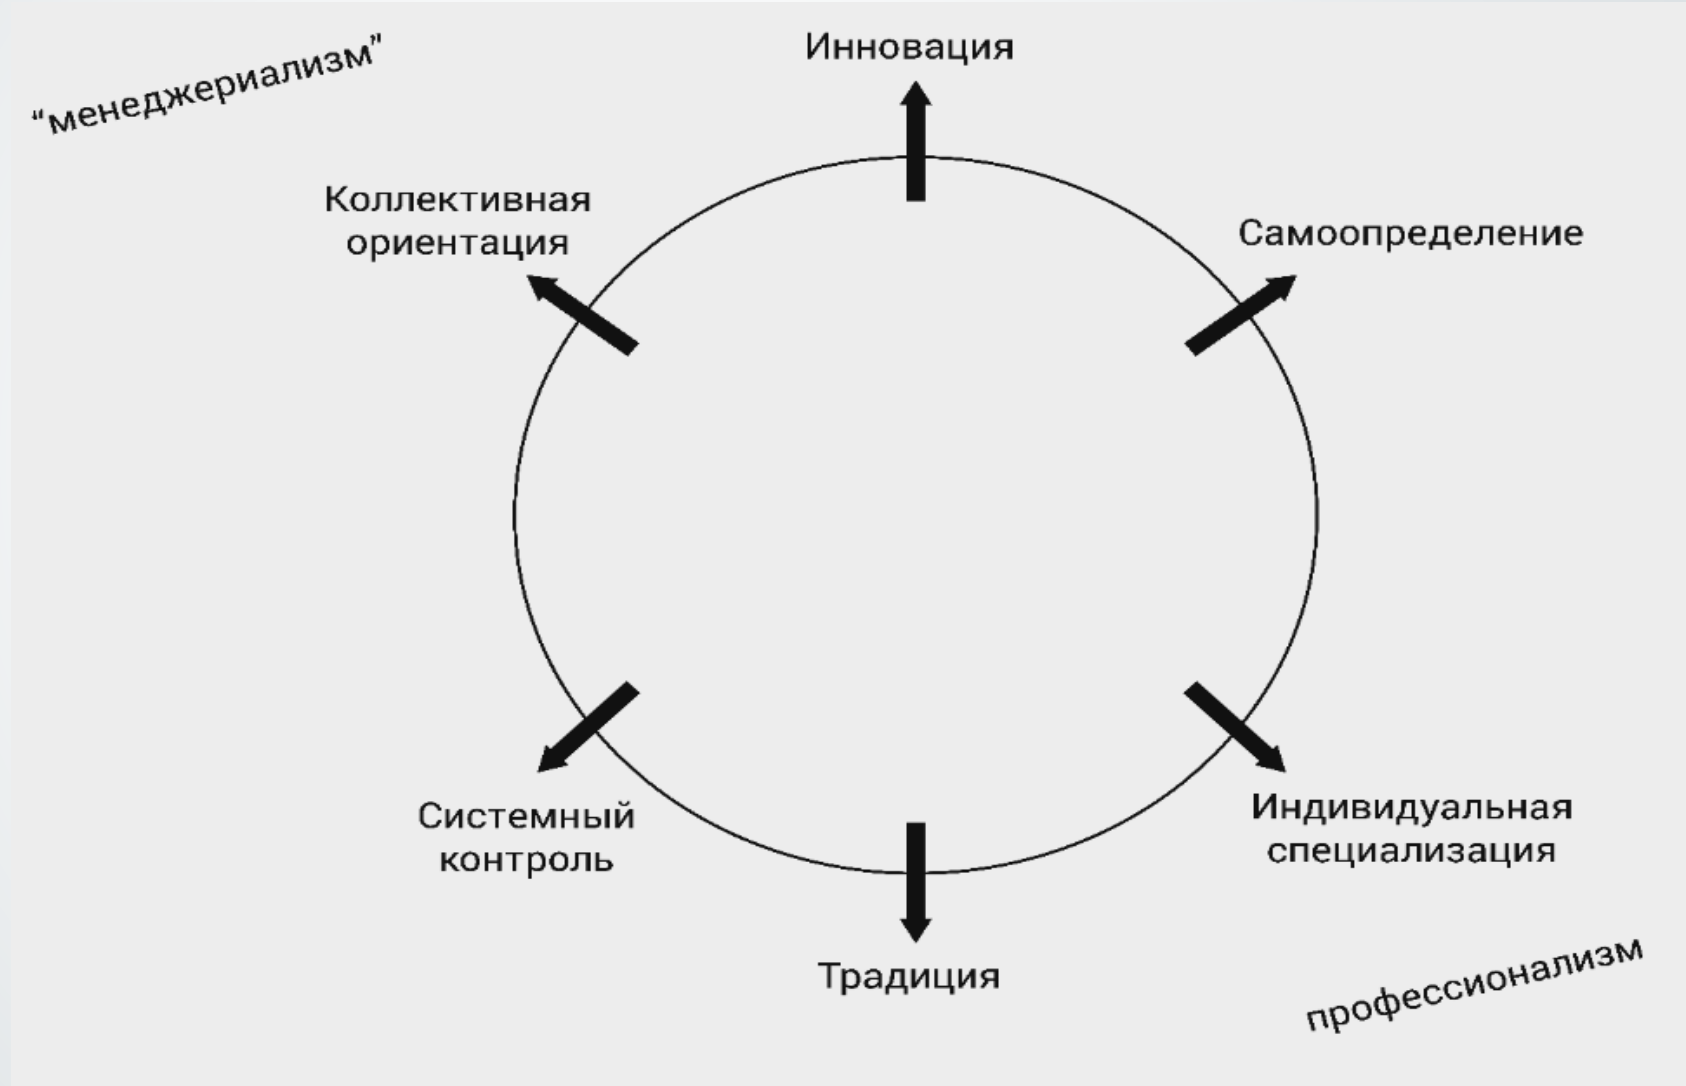 Инновация
“менеджериализм”
Коллективная
ориентация
Самоопределение
Системный
контроль
Индивидуальная
специализация
Традиция
профессионализм